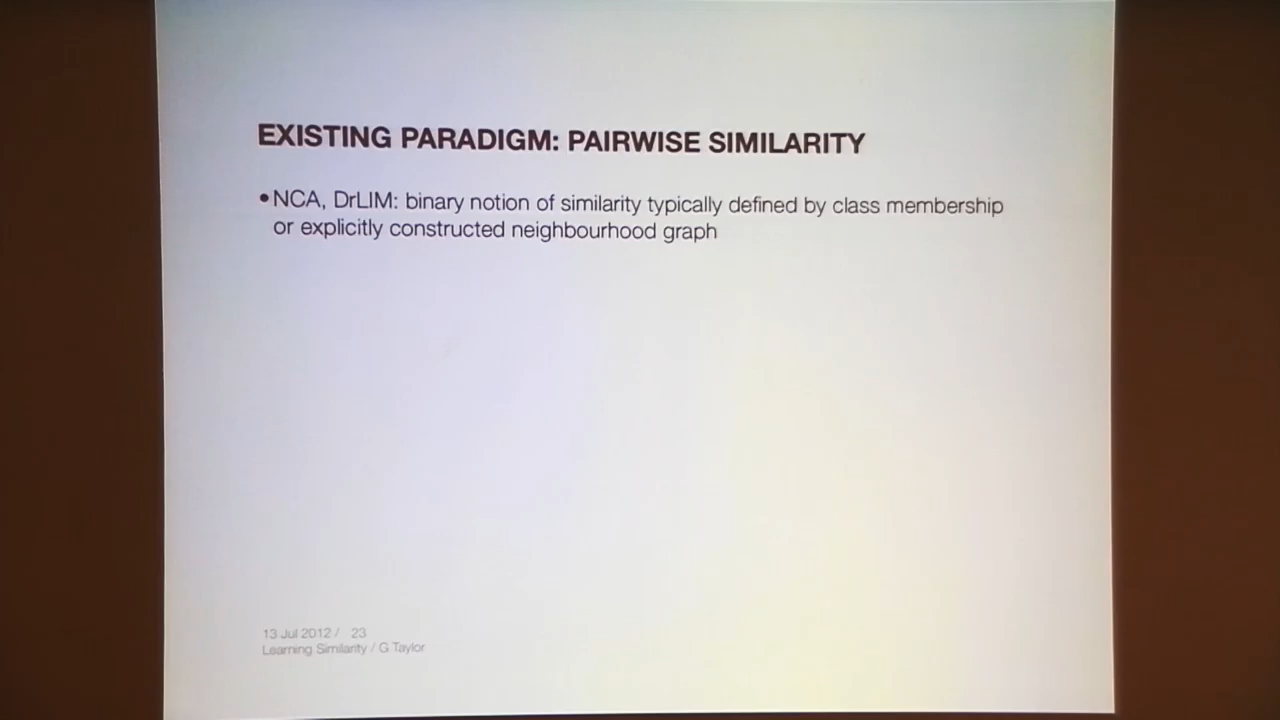 EXISTING PARADIGM: PAIRWISE SIMILARITY
•NCA, DrLIM: binary notion of similarity typically defined by class membership
or explicitly constructed neighbourhood graph
13 Jul 2012 / 23
Learning Similarity / G Taylor